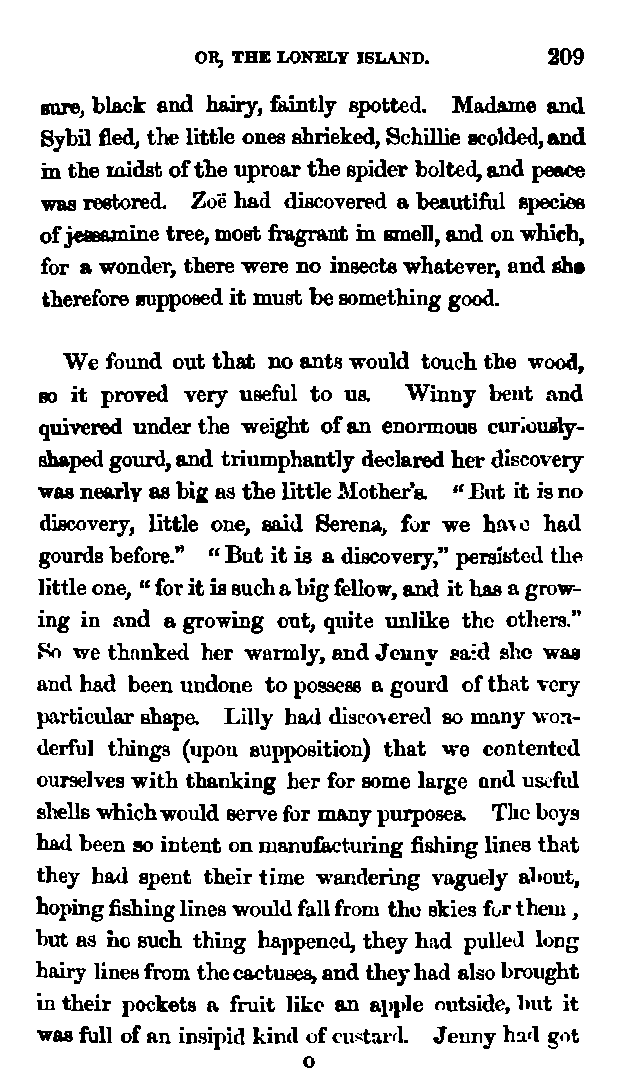 OR, THE LONELY ISLAND. 209
sure, black and hairy, faintly spotted. Madame and
Sybil fled, the little ones shrieked, Schillie scolded, and
in the midst of the uproar the spider bolted, and peace
was restored. Zoë had discovered a beautiful species
of jessamine tree, most fragrant in smell, and on which,
for a wonder, there were no insects whatever, and she
therefore supposed it must be something good.
We found out that no ants would touch the wood,
so it proved very useful to us. Winny bent and
quivered under the weight of an enormous curiously-
shaped gourd, and triumphantly declared her discovery
was nearly as big as the little Mother's. "But it is no
discovery, little one, said Serena, for we have had
gourds before." "But it is a discovery," persisted the
little one, "for it is such a big fellow, and it has a grow-
ing in and a growing out, quite unlike the others."
So we thanked her warmly, and Jenny said she was
and had been undone to possess a gourd of that very
particular shape. Lilly had discovered so many won-
derful things (upon supposition) that we contented
ourselves with thanking her for some large and useful
shells which would serve for many purposes. The boys
had been so intent on manufacturing fishing lines that
they had spent their time wandering vaguely about,
hoping fishing lines would fall from the skies for them,
but as no such thing happened, they had pulled long
hairy lines from the cactuses, and they had also brought
in their pockets a fruit like an apple outside, but it
was full of an insipid kind of custard. Jenny had got
O